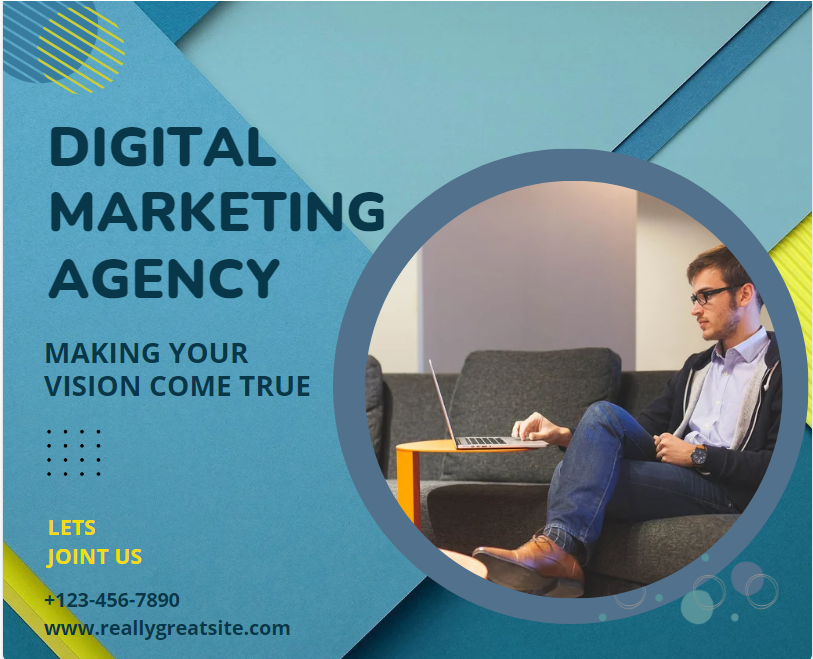 DIGITAL
MARKETING
AGENCY
MAKING YOUR
VISION COME TRUE
LETS
JOINT US
+123-456-7890
www.reallygreatsite.com